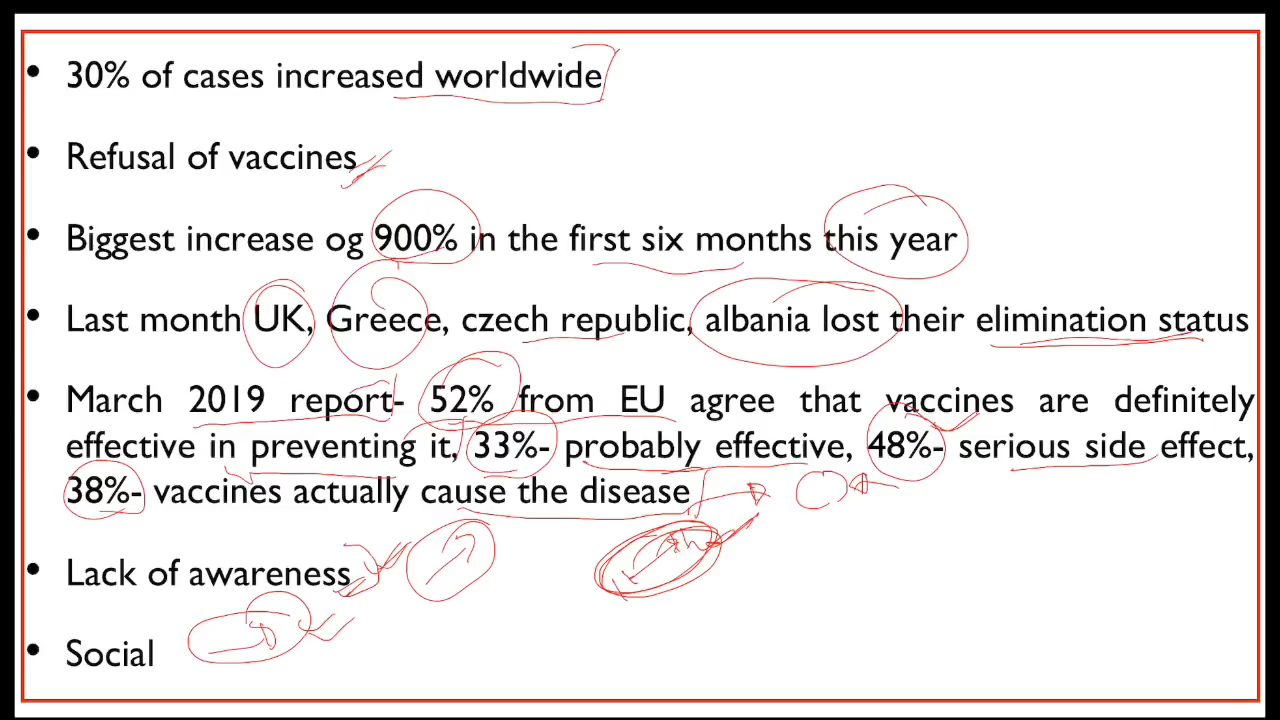 • 30% of cases increased worldwide
• Refusal of vaccines
• Biggest increase og 900% in the first six months this year
• Last month UK, Greece, czech republic, albania lost their elimination status
• March 2019 report- 52% from EU agree that vaccines are definitely
effective in preventing it, 33%- probably effective, 48%- serious side effect,
38%- vaccines actually cause the disease
• Lack of awareness
• Social